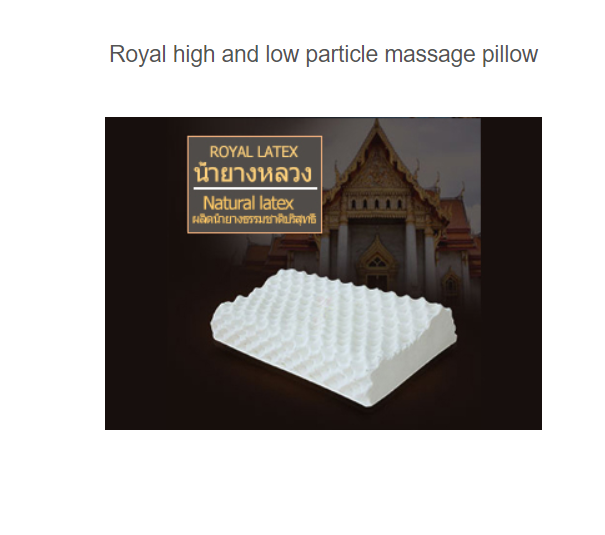 Royal high and low particle massage pillow
ROYAL LATEX
น้ำยางหลวง
Natural latex
ผลิตน้ำยางธรรมชาติบริสุทธิ์